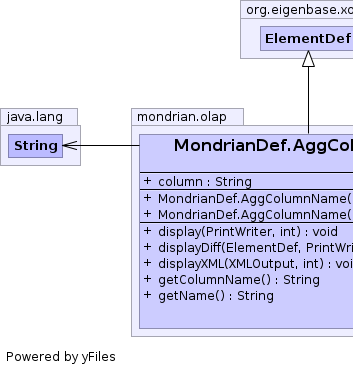 org.eigenbase.xo
ElementDef
java.lang
String
mondrian.olap
MondrianDef.AggCol
+ column : String
+ MondrianDef.AggColumnName(
+ MondrianDef.AggColumnName(
+ display(PrintWriter, int) : void
+ displayDiff(ElementDef, PrintWri
+ displayXML(XMLOutput, int) : voi
+ getColumnName() : String
+ getName() : String
Powered by yFiles